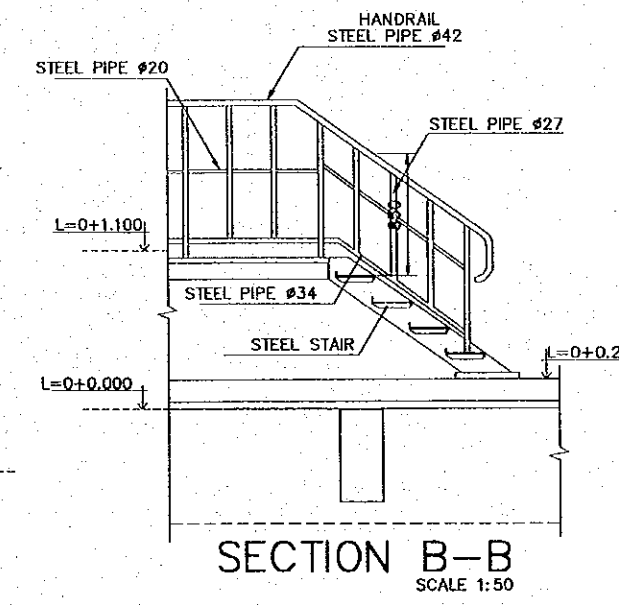 HANDRAIL
STEEL PIPE ø42
STEEL PIPE ø20
STEEL PIPE ø27
L=0+1.100
STEEL PIPE ø34
STEEL STAIR
L=0+0.2
L=0+0.000
SECTION B-B
SCALE 1:50